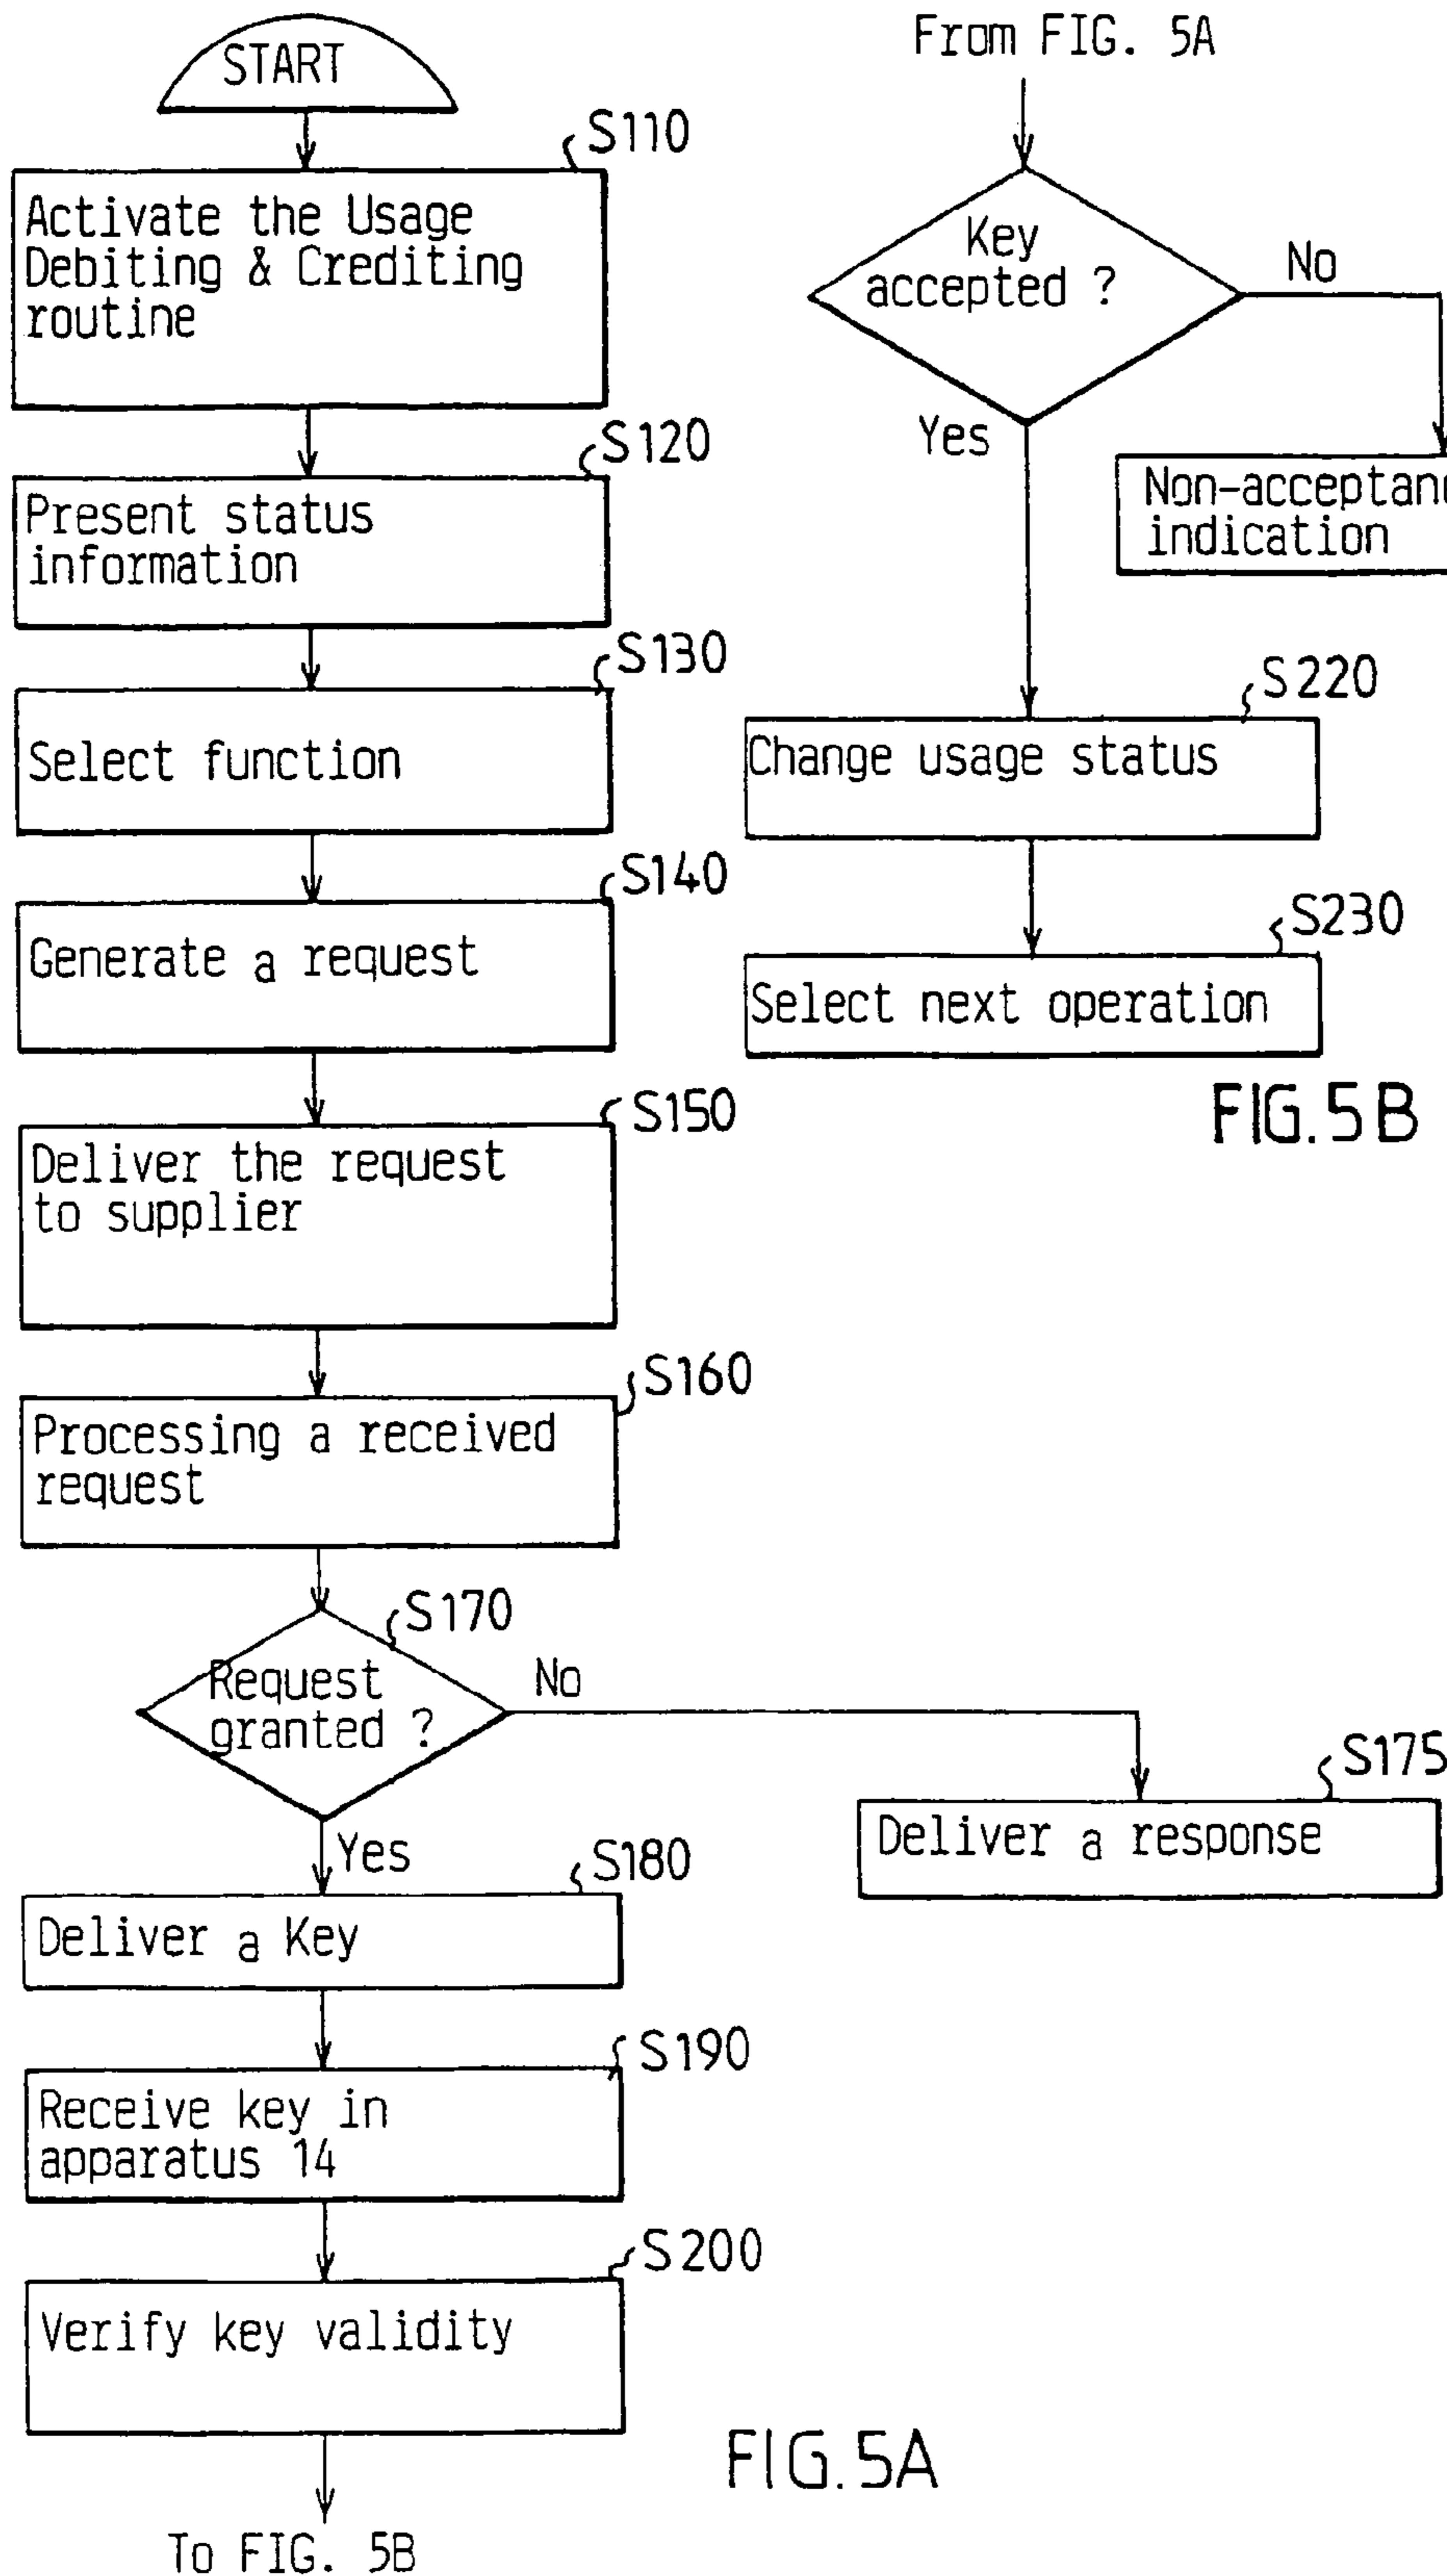 START
S110
Activate the Usage
Debiting & Crediting
routine
S120
Present status
information
S130
Select function
S140
Generate a request
S150
Deliver the request
to supplier
S160
Processing a received
request
S170
Request
granted ?
No
S175
Deliver a response
Yes
S180
Deliver a Key
S190
Receive key in
apparatus 14
S200
Verify key validity
To FIG. 5B
FIG.5A
From FIG. 5A
Key
accepted ?
No
Non-acceptanc
indication
Yes
S220
Change usage status
S230
Select next operation
FIG.5B